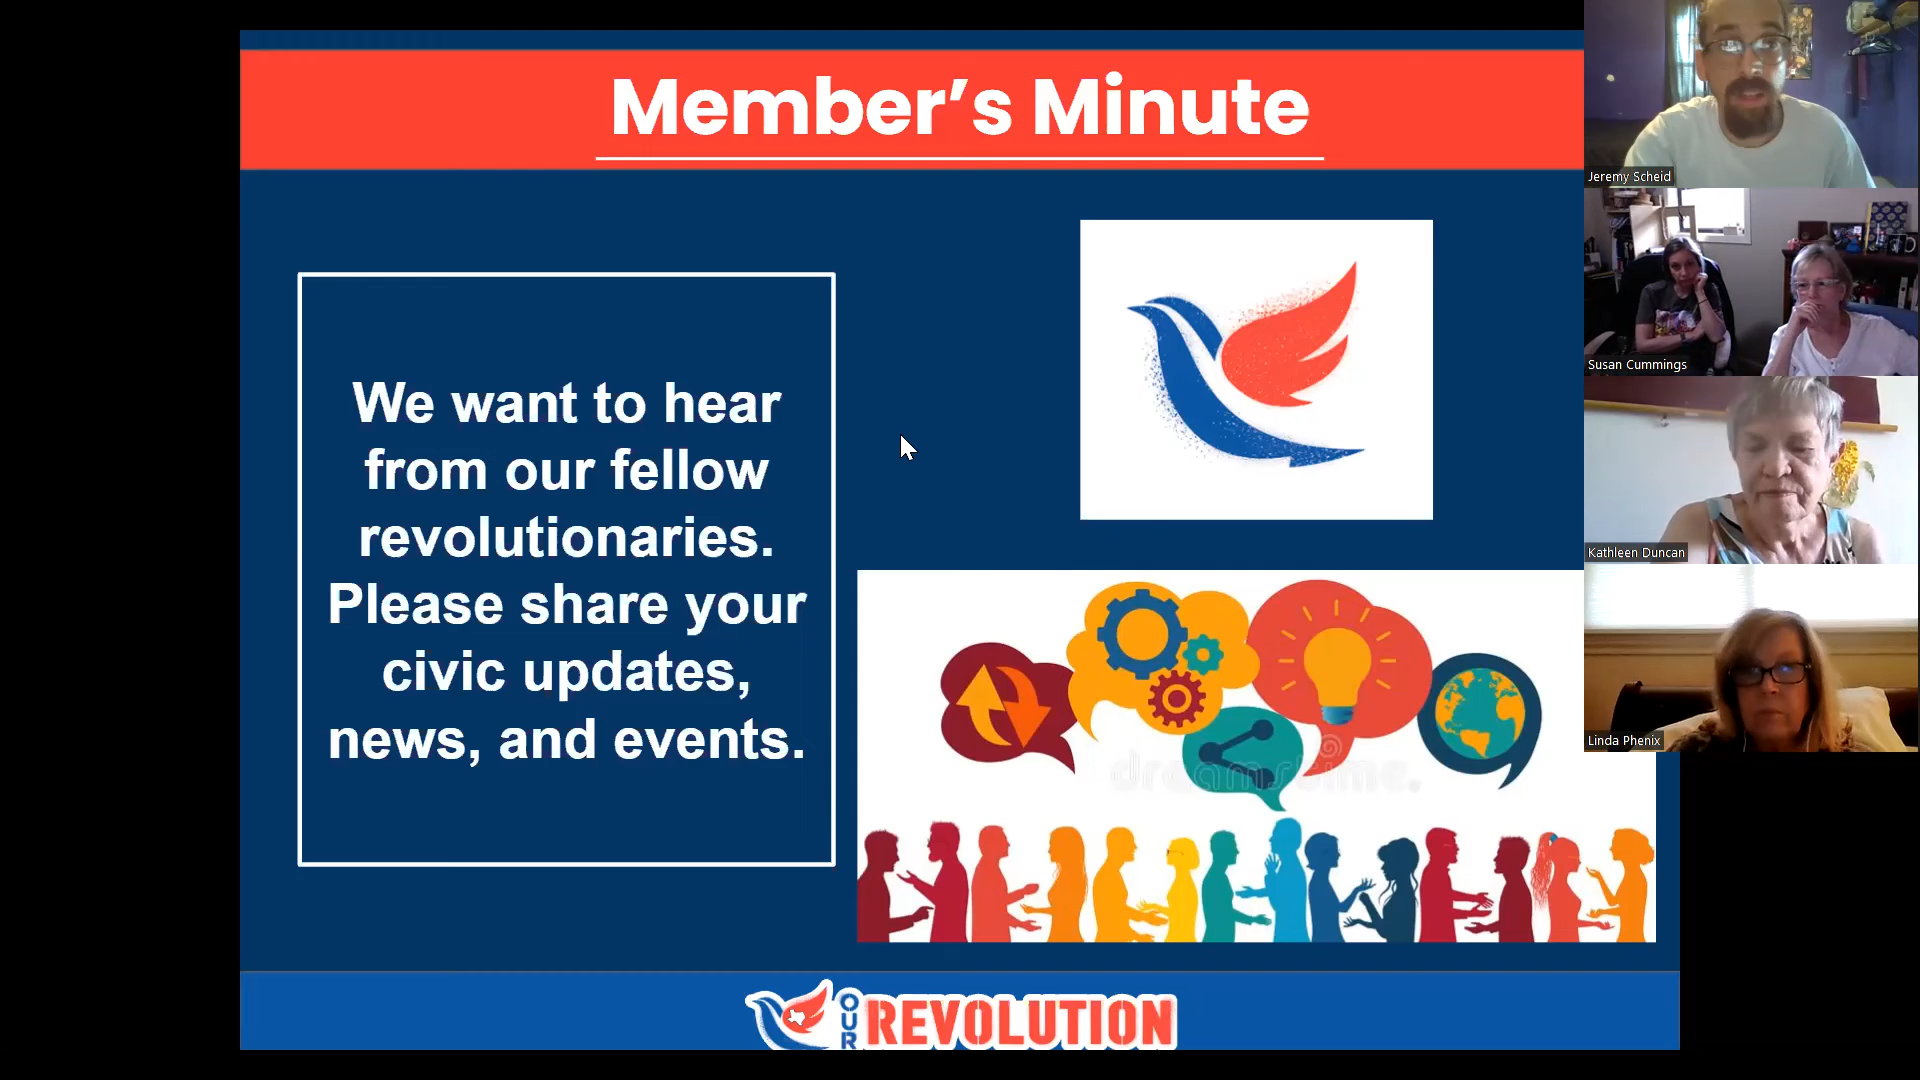 Member's Minute
We want to hear
from our fellow
revolutionaries.
Please share your
civic updates,
news, and events.
dreamstime.
OUR REVOLUTION
Jeremy Scheid
Susan Cummings
Kathleen Duncan
Linda Phenix